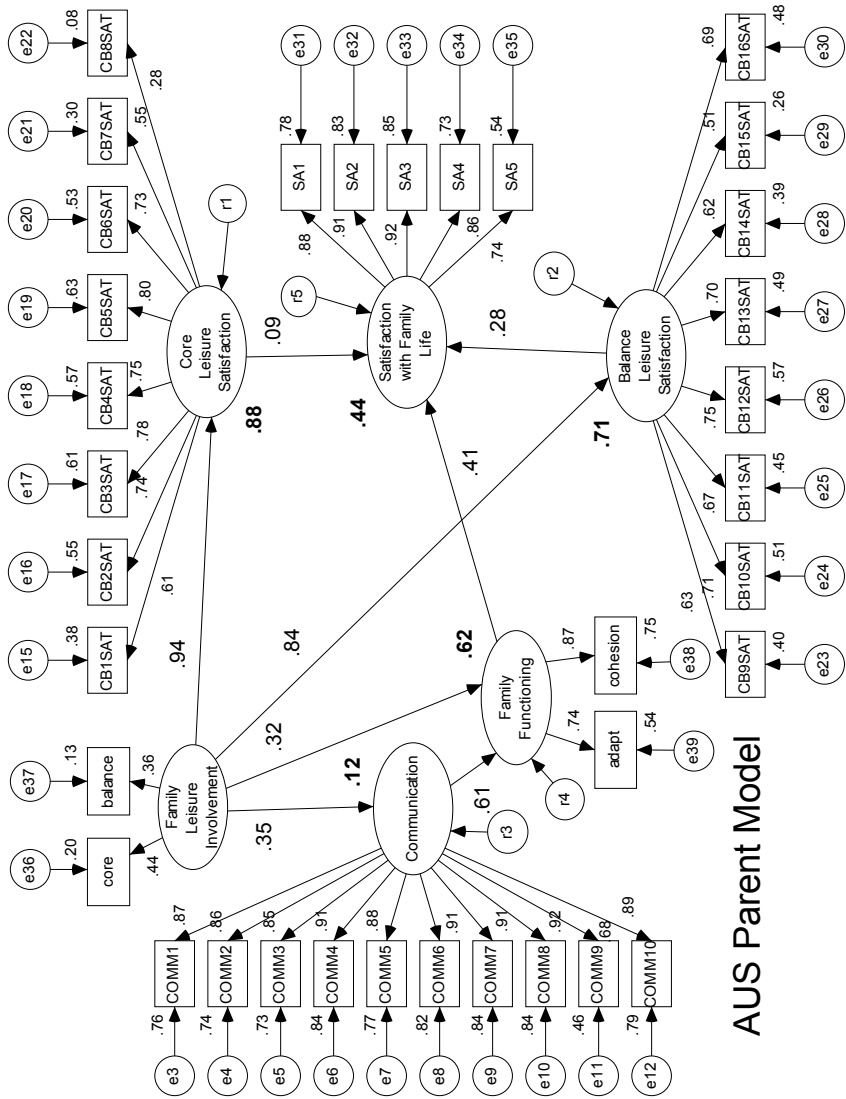 e36
e37
e15
e16
e17
e18
e19
e20
e21
e22
.20
.13
.38
.55
.61
.57
.63
.53
.30
.08
core
balance
CB1SAT
CB2SAT
CB3SAT
CB4SAT
CB5SAT
CB6SAT
CB7SAT
CB8SAT
.44
.36
.61
.74
.78
.75
.80
.73
.55
.28
Family
Leisure
Involvement
.94
Core
Leisure
Satisfaction
r1
.88
.35
.32
.84
.09
e3
.76
COMM1
.87
e4
.74
COMM2
.86
e5
.73
COMM3
.85
e6
.84
COMM4
.91
e7
.77
COMM5
.88
e8
.82
COMM6
.91
e9
.84
COMM7
.91
e10
.84
COMM8
.92
e11
.46
COMM9
.68
e12
.79
COMM10
.89
.12
Communication
r3
.61
.62
Family
Functioning
r4
.74
.87
adapt
cohesion
.54
.75
e39
e38
.41
.44
r5
Satisfaction
with Family
Life
.88
.91
.92
.86
.74
SA1
SA2
SA3
SA4
SA5
.78
.83
.85
.73
.54
e31
e32
e33
e34
e35
.28
r2
.71
Balance
Leisure
Satisfaction
.63
.71
.67
.75
.70
.62
.51
.69
CB9SAT
CB10SAT
CB11SAT
CB12SAT
CB13SAT
CB14SAT
CB15SAT
CB16SAT
.40
.51
.45
.57
.49
.39
.26
.48
e23
e24
e25
e26
e27
e28
e29
e30
AUS Parent Model